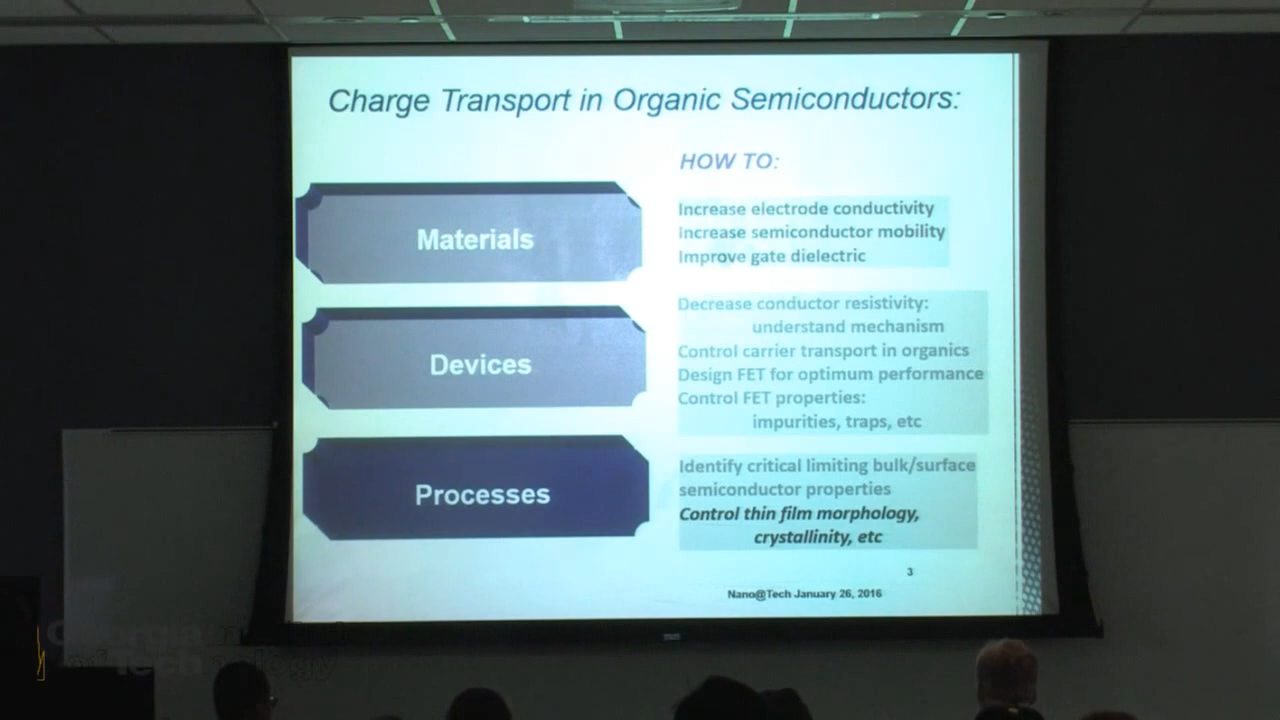 Charge Transport in Organic Semiconductors:
HOW TO:
Materials
Increase electrode conductivity
Increase semiconductor mobility
Improve gate dielectric
Devices
Decrease conductor resistivity:
understand mechanism
Control carrier transport in organics
Design FET for optimum performance
Control FET properties:
impurities, traps, etc
Processes
Identify critical limiting bulk/surface
semiconductor properties
Control thin film morphology,
crystallinity, etc
3
Nano@Tech January 26, 2016